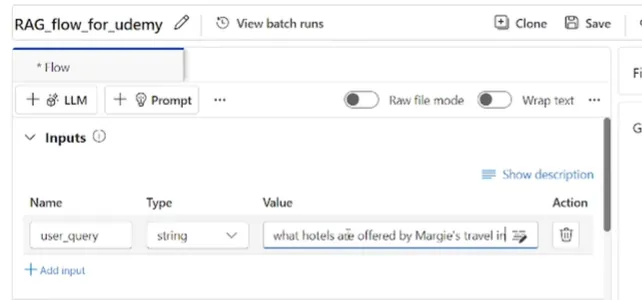 RAG_flow_for_udemy View batch runs Clone Save
* Flow Fi
+ LLM + Prompt ... Raw file mode Wrap text ...
Inputs G
Show description
Name Type Value Action
user_query string what hotels are offered by Margie's travel in
+ Add input